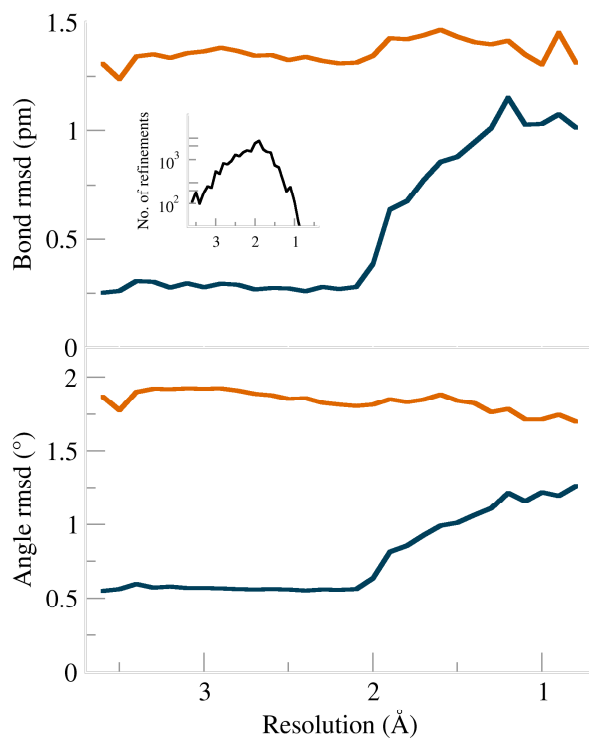 1.5
Bond rmsd (pm)
1
0.5
0
No. of refinements
10³
10²
3 2 1
2
Angle rmsd (°)
1.5
1
0.5
0
3 2 1
Resolution (Å)